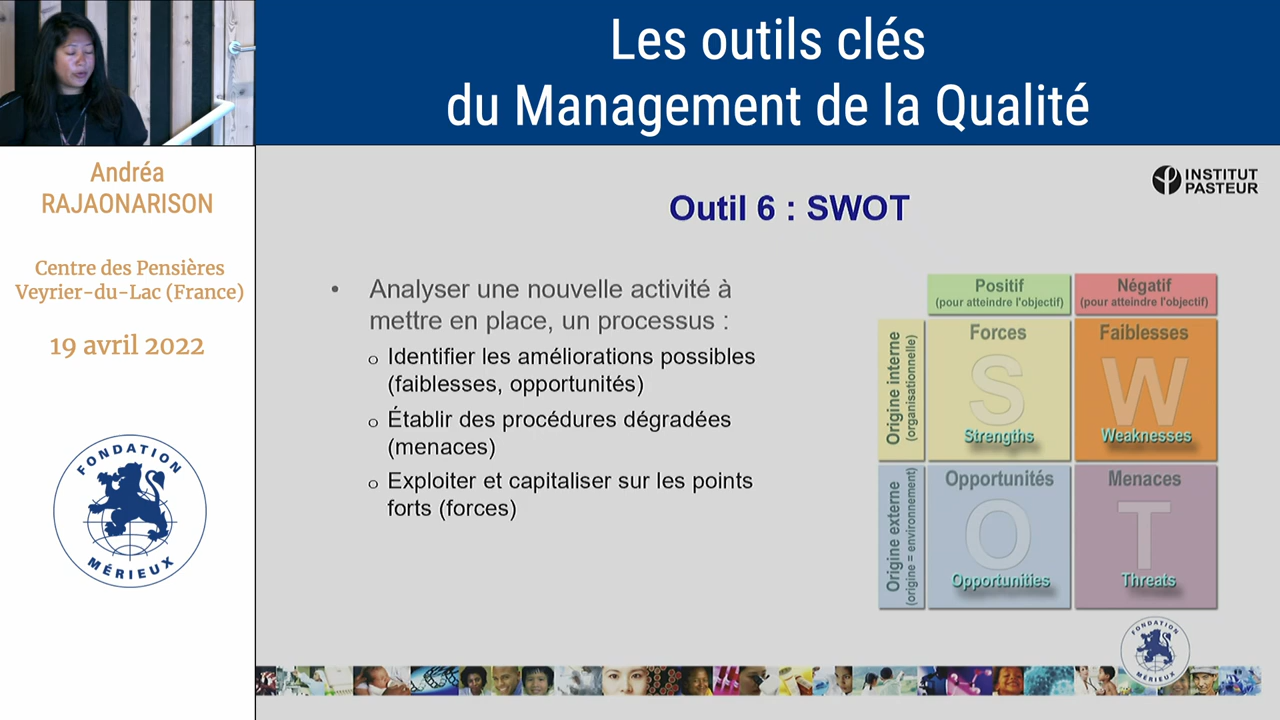 Les outils clés
du Management de la Qualité
Andréa
RAJAONARISON
Centre des Pensières
Veyrier-du-Lac (France)
19 avril 2022
FONDATION
MÉRIEUX
INSTITUT
PASTEUR
Outil 6 : SWOT
• Analyser une nouvelle activité à
mettre en place, un processus :
o Identifier les améliorations possibles
(faiblesses, opportunités)
o Établir des procédures dégradées
(menaces)
o Exploiter et capitaliser sur les points
forts (forces)
Positif
(pour atteindre l'objectif)
Négatif
(pour atteindre l'objectif)
Origine interne
(organisationnelle)
Forces
S
Strengths
Faiblesses
W
Weaknesses
Origine externe
(origine = environnement)
Opportunités
O
Opportunities
Menaces
T
Threats
FONDATION
MÉRIEUX